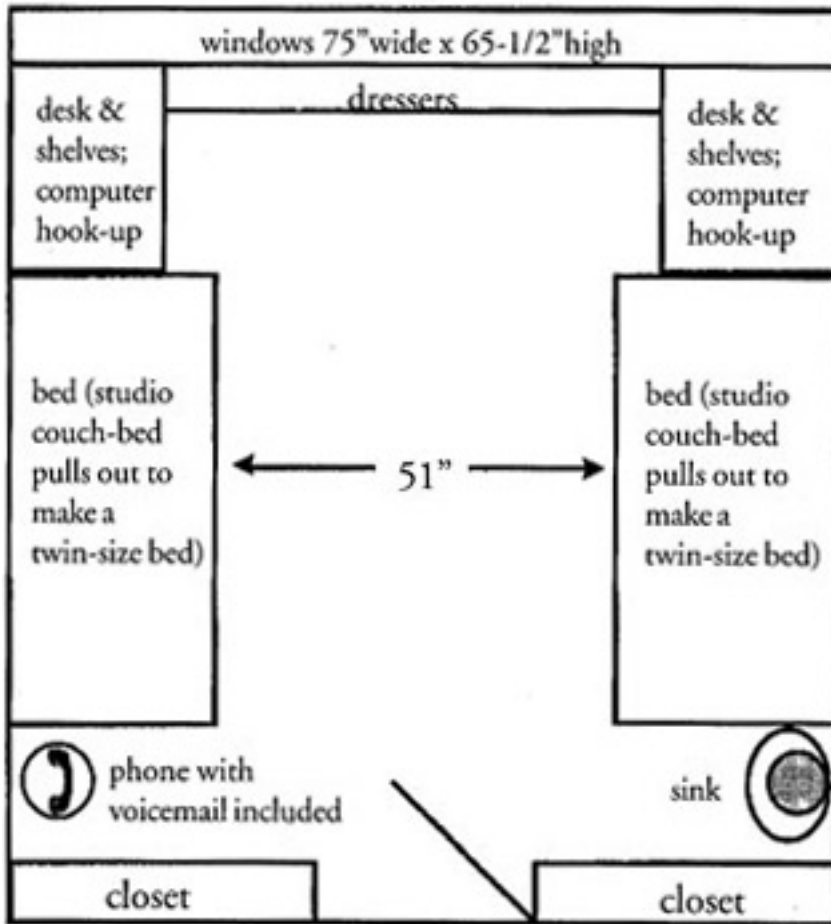 windows 75”wide x 65-1/2”high
dressers
desk &
shelves;
computer
hook-up
desk &
shelves;
computer
hook-up
bed (studio
couch-bed
pulls out to
make a
twin-size bed)
51”
bed (studio
couch-bed
pulls out to
make a
twin-size bed)
phone with
voicemail included
sink
closet
closet